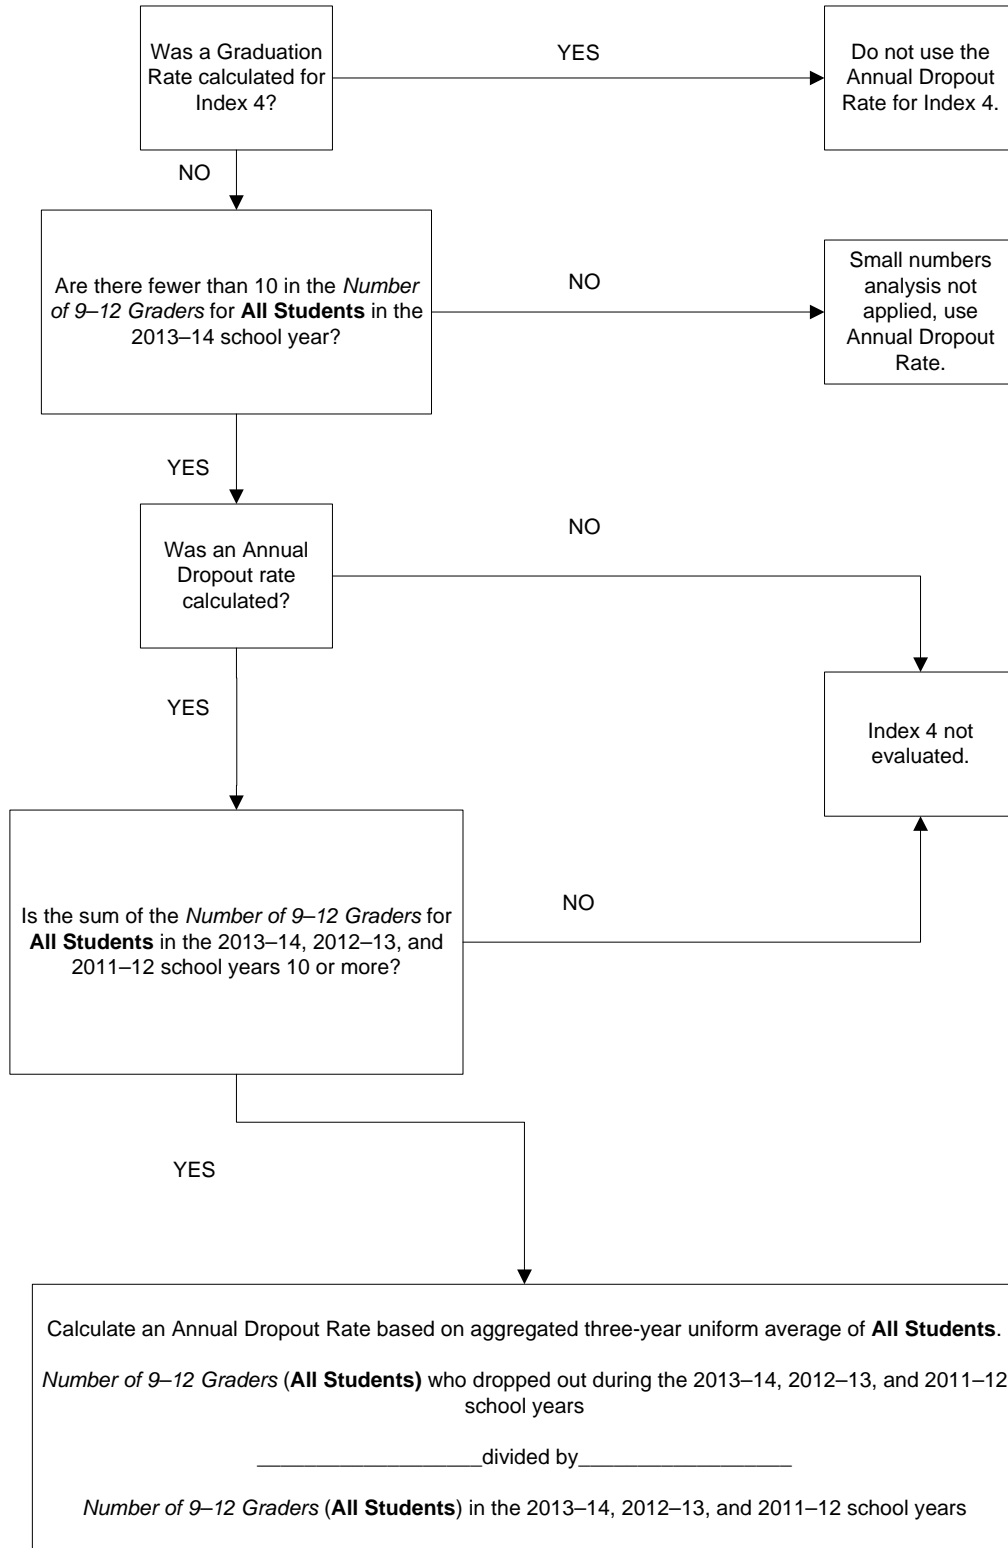 Was a Graduation
Rate calculated for
Index 4?
YES
Do not use the
Annual Dropout
Rate for Index 4.
NO
Are there fewer than 10 in the Number
of 9–12 Graders for All Students in the
2013–14 school year?
NO
Small numbers
analysis not
applied, use
Annual Dropout
Rate.
YES
Was an Annual
Dropout rate
calculated?
NO
YES
Index 4 not
evaluated.
Is the sum of the Number of 9–12 Graders for
All Students in the 2013–14, 2012–13, and
2011–12 school years 10 or more?
NO
YES
Calculate an Annual Dropout Rate based on aggregated three-year uniform average of All Students.
Number of 9–12 Graders (All Students) who dropped out during the 2013–14, 2012–13, and 2011–12
school years
____________________divided by___________________
Number of 9–12 Graders (All Students) in the 2013–14, 2012–13, and 2011–12 school years